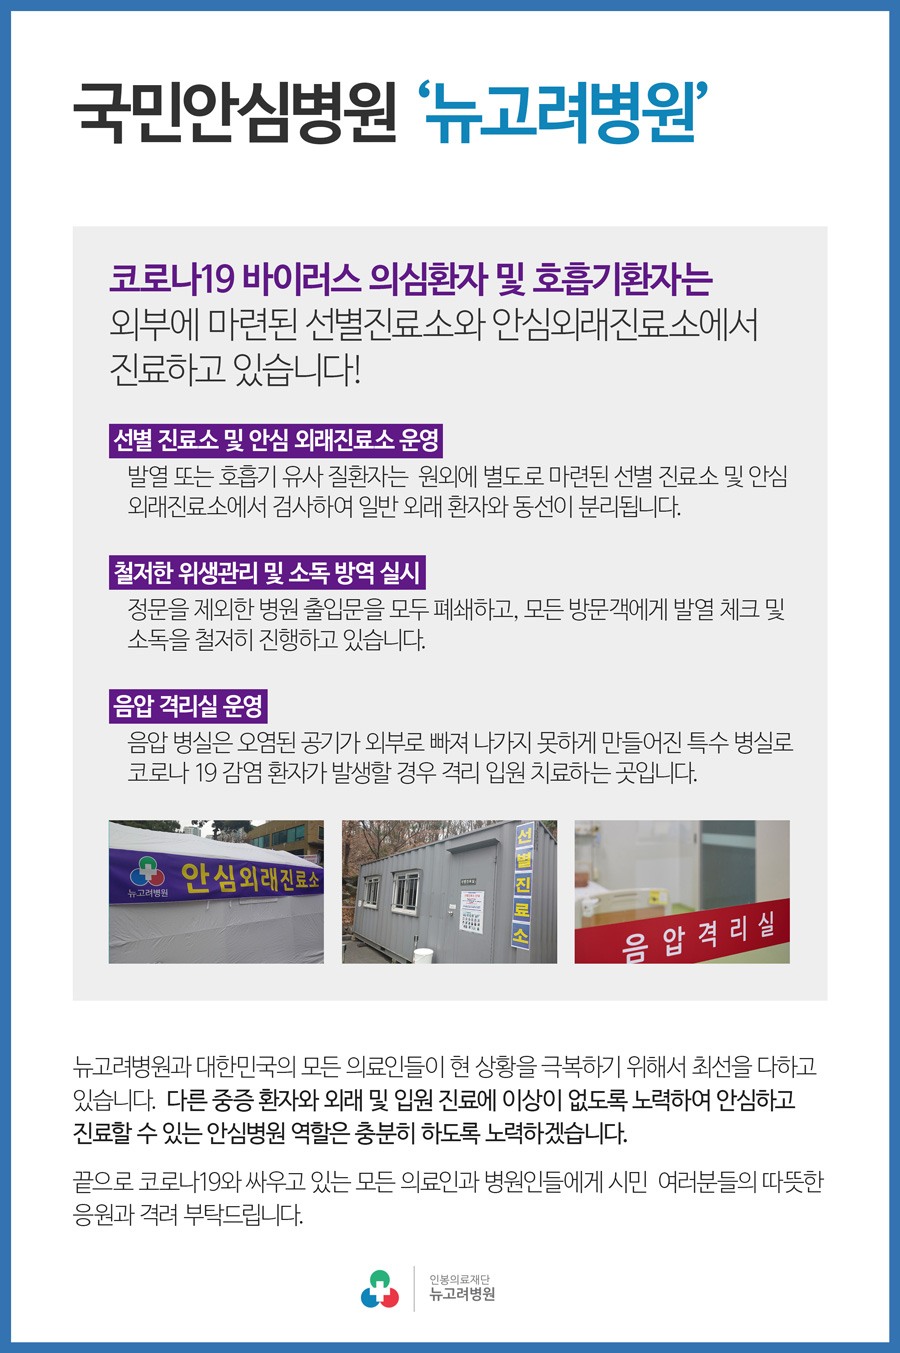 국민안심병원 ‘뉴고려병원’
코로나19 바이러스 의심환자 및 호흡기환자는
외부에 마련된 선별진료소와 안심외래진료소에서
진료하고 있습니다!
선별 진료소 및 안심 외래진료소 운영
발열 또는 호흡기 유사 질환자는 원외에 별도로 마련된 선별 진료소 및 안심
외래진료소에서 검사하여 일반 외래 환자와 동선이 분리됩니다.
철저한 위생관리 및 소독 방역 실시
정문을 제외한 병원 출입문을 모두 폐쇄하고, 모든 방문객에게 발열 체크 및
소독을 철저히 진행하고 있습니다.
음압 격리실 운영
음압 병실은 오염된 공기가 외부로 빠져 나가지 못하게 만들어진 특수 병실로
코로나 19 감염 환자가 발생할 경우 격리 입원 치료하는 곳입니다.
뉴고려병원
안심외래진료소
선별진료소
음압격리실
뉴고려병원과 대한민국의 모든 의료인들이 현 상황을 극복하기 위해서 최선을 다하고
있습니다. 다른 중증 환자와 외래 및 입원 진료에 이상이 없도록 노력하여 안심하고
진료할 수 있는 안심병원 역할은 충분히 하도록 노력하겠습니다.
끝으로 코로나19와 싸우고 있는 모든 의료인과 병원인들에게 시민 여러분들의 따뜻한
응원과 격려 부탁드립니다.
인봉의료재단
뉴고려병원